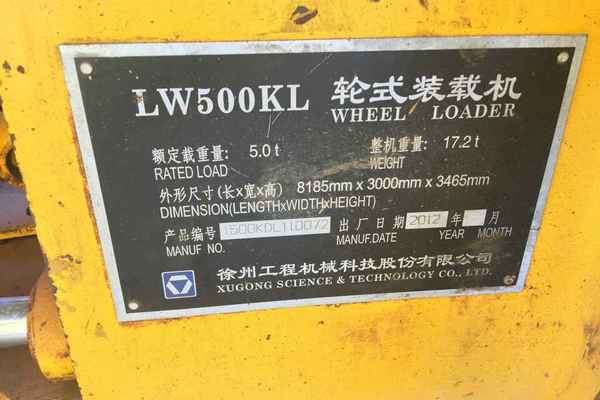 LW500KL 轮式装载机
WHEEL LOADER
额定载重量: 5.0 t 整机重量: 17.2 t
RATED LOAD WEIGHT
外形尺寸 (长x宽x高) 8185mm x 3000mm x 3465mm
DIMENSION(LENGTHxWIDTHxHEIGHT)
产品编号 1500KDL110072 出厂日期 2012 年 月
MANUF NO. MANUF.DATE YEAR MONTH
徐州工程机械科技股份有限公司
XUGONG SCIENCE & TECHNOLOGY CO., LTD.